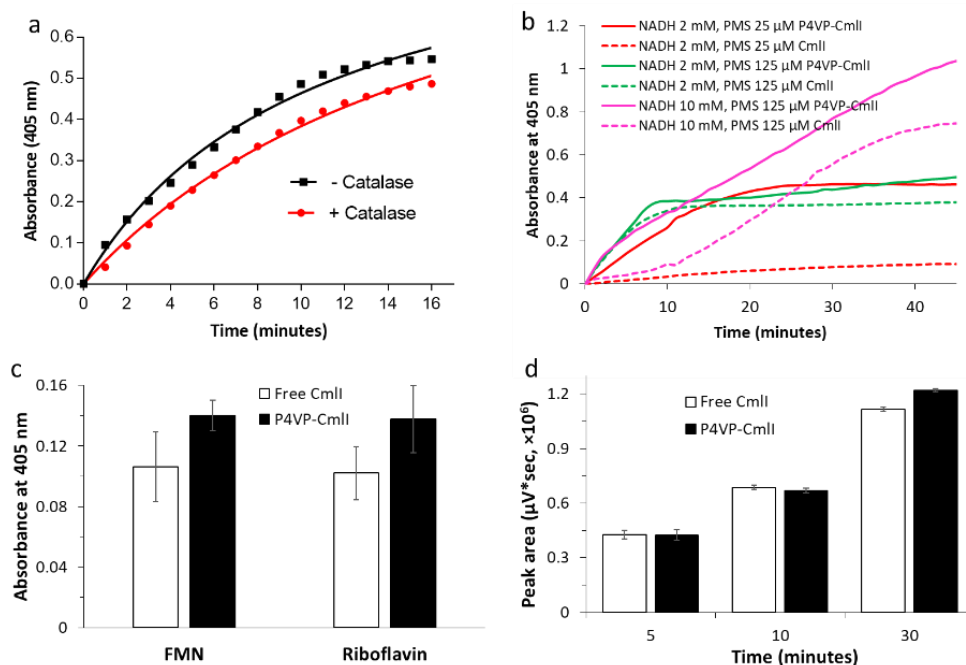 a
Absorbance (405 nm)
0.6
0.5
0.4
0.3
0.2
0.1
0.0
0 2 4 6 8 10 12 14 16
Time (minutes)
- Catalase
+ Catalase
b
Absorbance at 405 nm
1.2
1
0.8
0.6
0.4
0.2
0
0 10 20 30 40
Time (minutes)
NADH 2 mM, PMS 25 µM P4VP-CmlI
NADH 2 mM, PMS 25 µM CmlI
NADH 2 mM, PMS 125 µM P4VP-CmlI
NADH 2 mM, PMS 125 µM CmlI
NADH 10 mM, PMS 125 µM P4VP-CmlI
NADH 10 mM, PMS 125 µM CmlI
c
Absorbance at 405 nm
0.16
0.12
0.08
0.04
0
FMN Riboflavin
Free CmlI
P4VP-CmlI
d
Peak area (µV*sec, ×10⁶)
1.2
0.9
0.6
0.3
0
5 10 30
Time (minutes)
Free CmlI
P4VP-CmlI